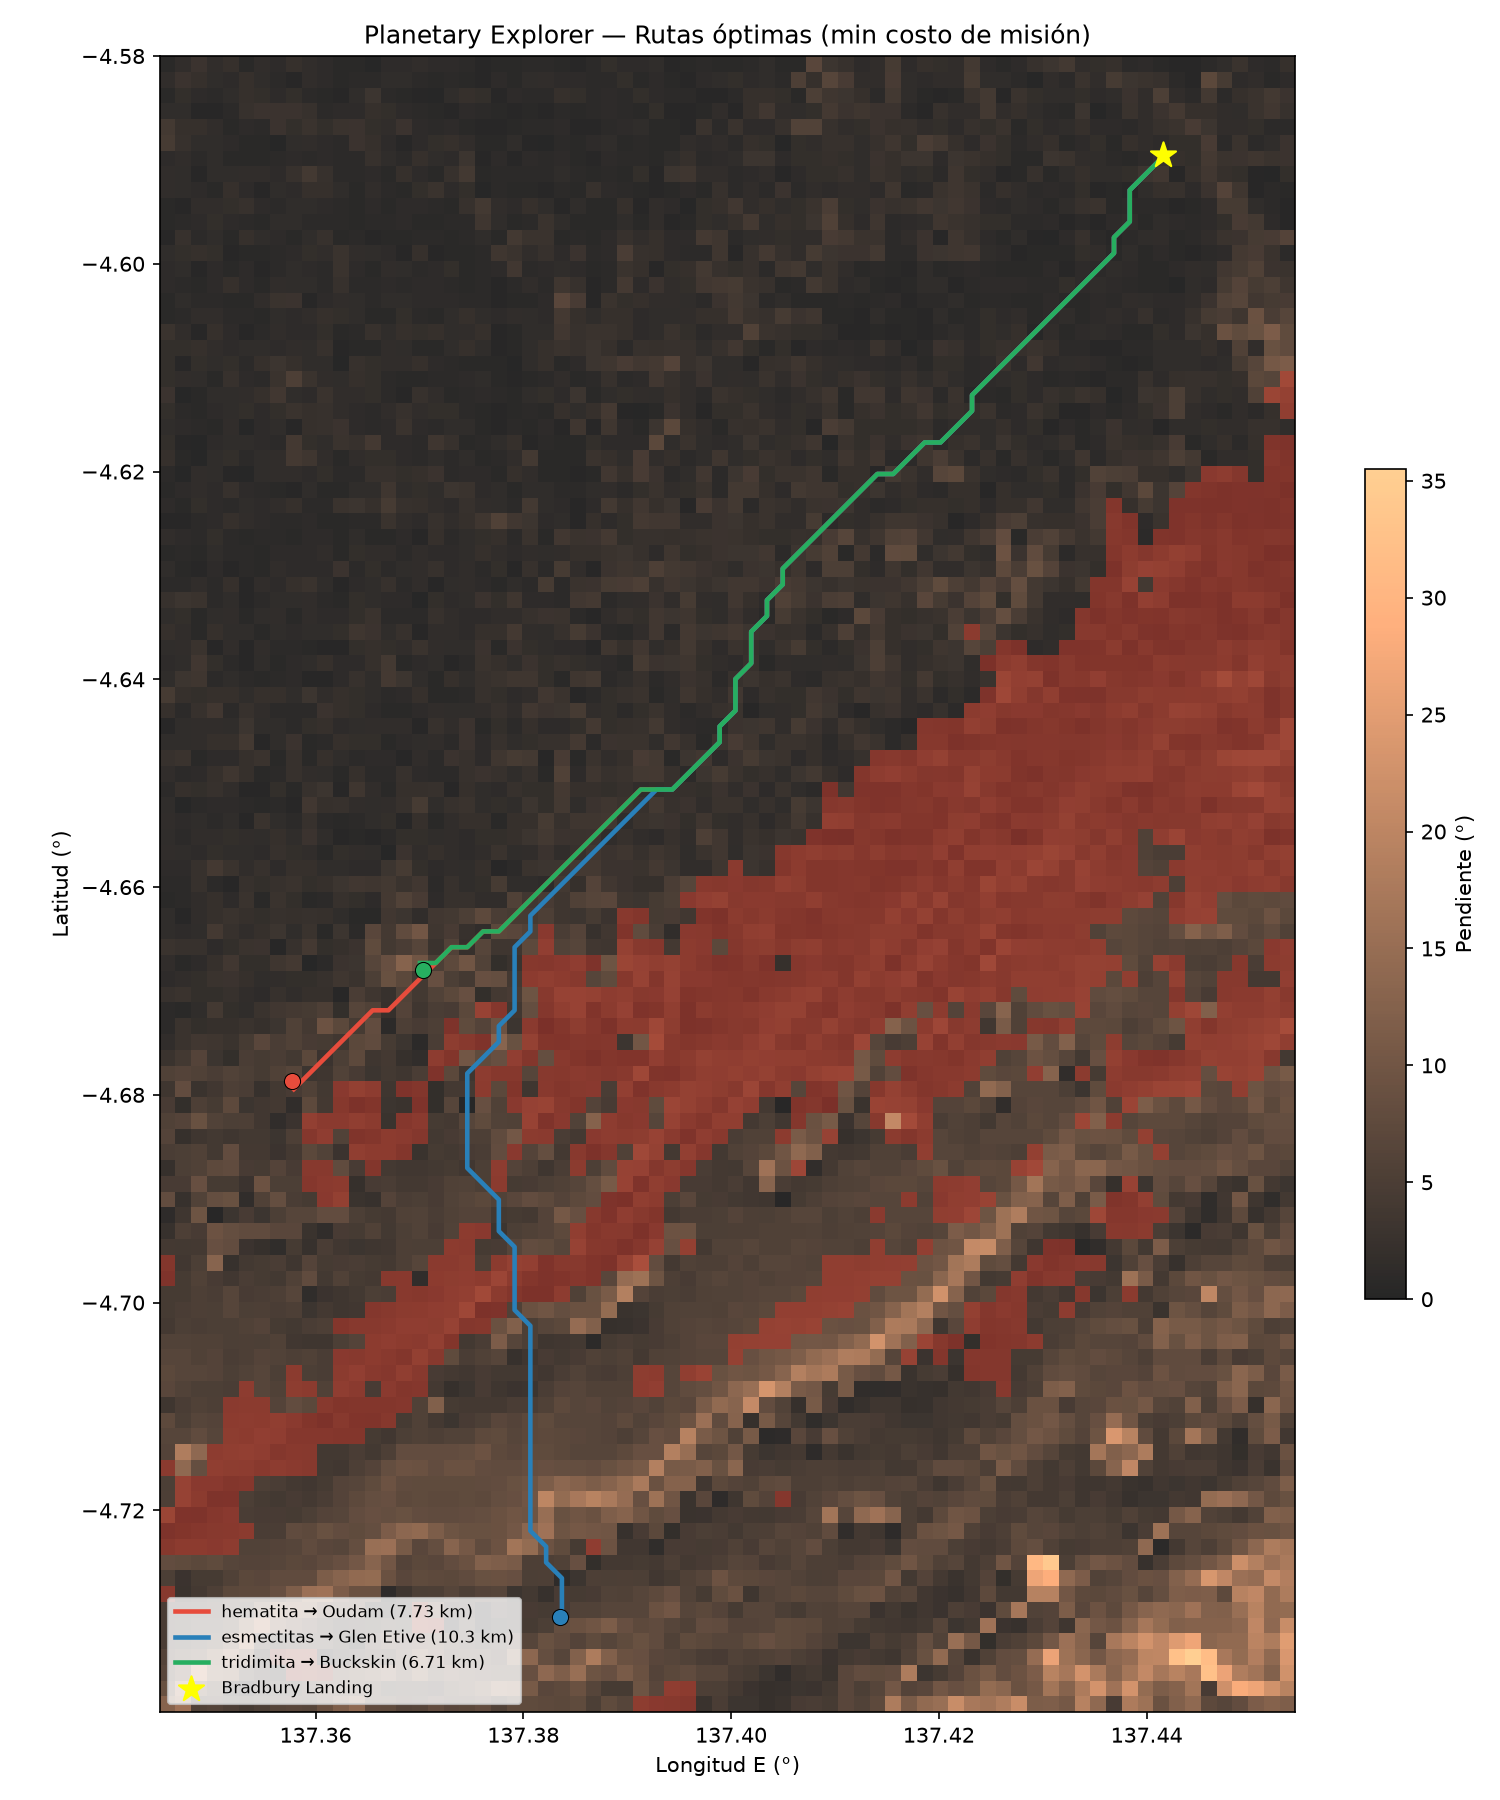 Planetary Explorer — Rutas óptimas (min costo de misión)
−4.58
−4.60
−4.62
−4.64
−4.66
−4.68
−4.70
−4.72
Latitud (°)
137.36
137.38
137.40
137.42
137.44
Longitud E (°)
hematita → Oudam (7.73 km)
esmectitas → Glen Etive (10.3 km)
tridimita → Buckskin (6.71 km)
Bradbury Landing
35
30
25
20
15
10
5
0
Pendiente (°)